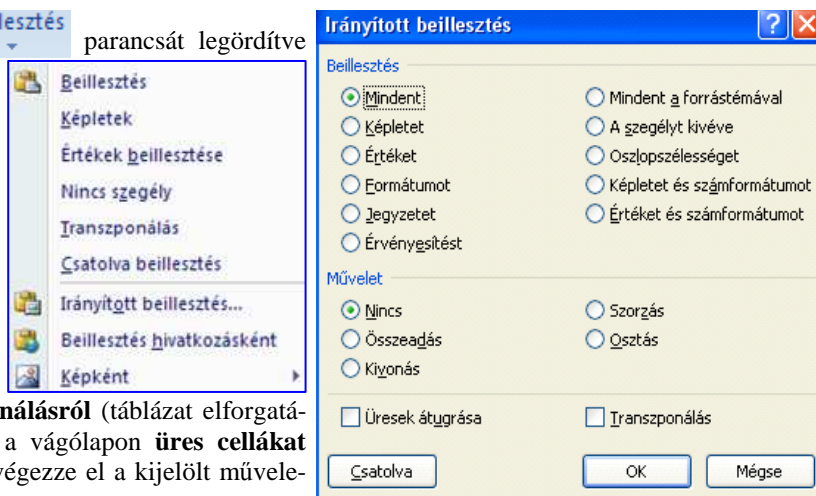 lesztés
parancsát legördítve
Beillesztés
Képletek
Értékek beillesztése
Nincs szegély
Transzponálás
Csatolva beillesztés
Irányított beillesztés...
Beillesztés hivatkozásként
Képként
nálásról (táblázat elforgatá-
a vágólapon üres cellákat
végezze el a kijelölt művele-
Irányított beillesztés
Beillesztés
Mindent
Mindent a forrástémával
Képletet
A szegélyt kivéve
Értéket
Oszlopszélességet
Formátumot
Képletet és számformátumot
Jegyzetet
Értéket és számformátumot
Érvényesítést
Művelet
Nincs
Szorzás
Összeadás
Osztás
Kivonás
Üresek átugrása
Transzponálás
Csatolva
OK
Mégse